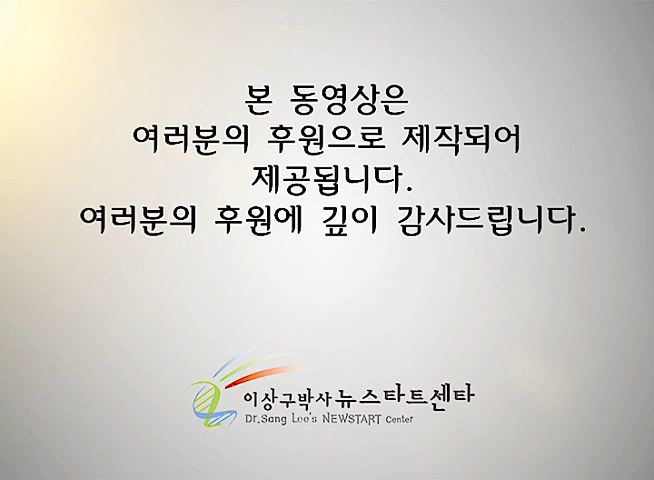 본 동영상은
여러분의 후원으로 제작되어
제공됩니다.
여러분의 후원에 깊이 감사드립니다.
이상구박사 뉴스타트센타
Dr.Sang Lee's NEWSTART Center